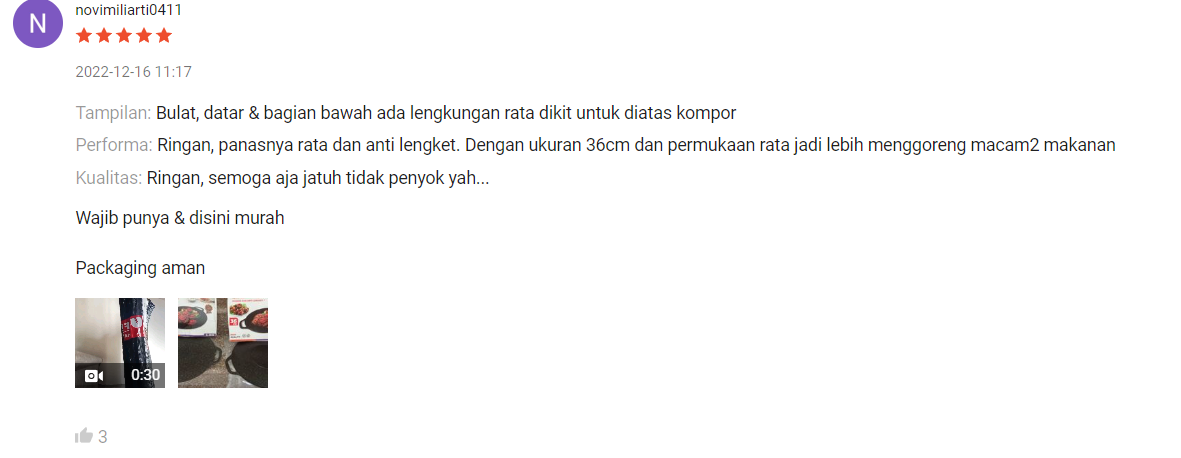 N
novimiliarti0411
2022-12-16 11:17
Tampilan: Bulat, datar & bagian bawah ada lengkungan rata dikit untuk diatas kompor
Performa: Ringan, panasnya rata dan anti lengket. Dengan ukuran 36cm dan permukaan rata jadi lebih menggoreng macam2 makanan
Kualitas: Ringan, semoga aja jatuh tidak penyok yah...
Wajib punya & disini murah
Packaging aman
0:30
3